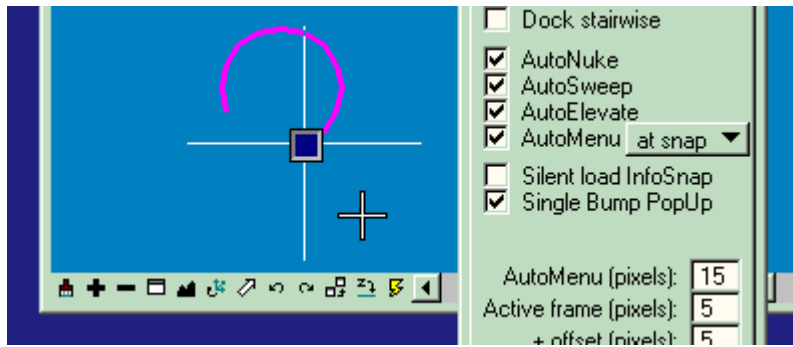 Dock stairwise
AutoNuke
AutoSweep
AutoElevate
AutoMenu at snap
Silent load InfoSnap
Single Bump PopUp
AutoMenu (pixels): 15
Active frame (pixels): 5
+ offset (pixels): 5